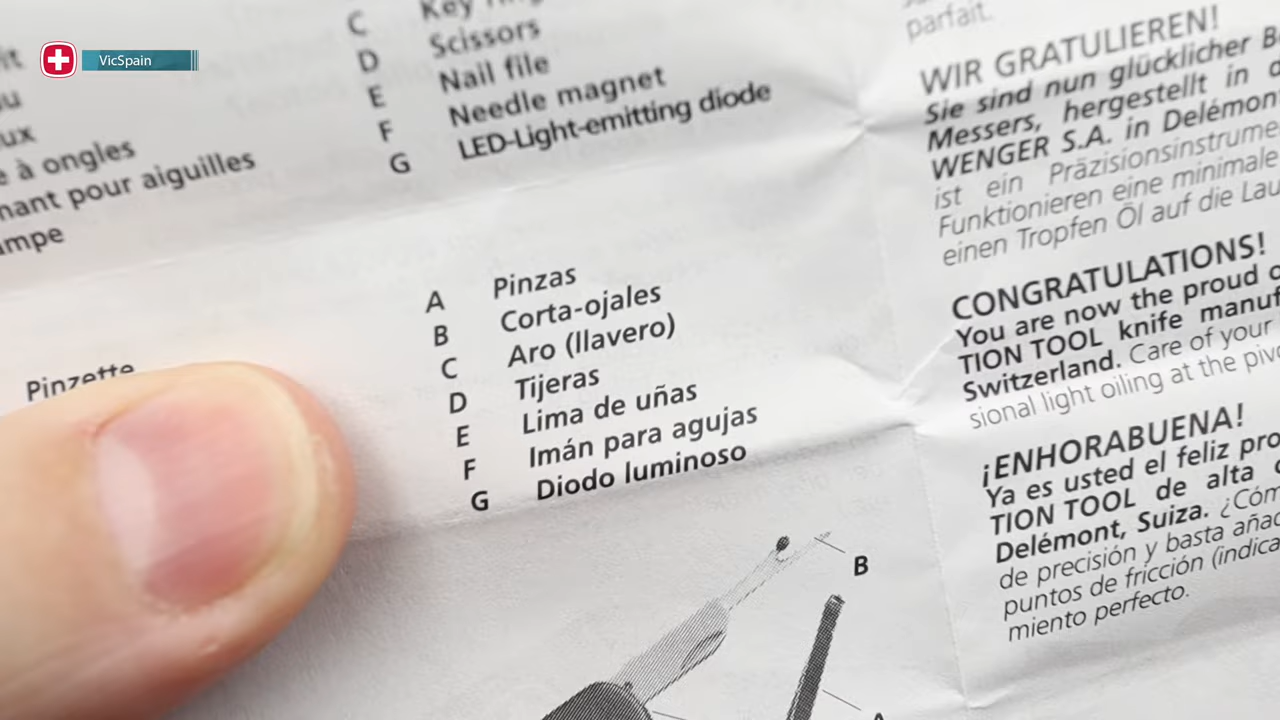 VicSpain
ux
à ongles
pour aiguilles
C Key
D Scissors
E Nail file
F Needle magnet
G LED-Light-emitting diode
Pinzette
A Pinzas
B Corta-ojales
C Aro (llavero)
D Tijeras
E Lima de uñas
F Imán para agujas
G Diodo luminoso
B
A
parfait.
WIR GRATULIEREN!
Sie sind nun glücklicher
Messers, hergestellt in
WENGER S.A. in Delémont
ist ein Präzisionsinstrume
Funktionieren eine minimale
einen Tropfen Öl auf die
CONGRATULATIONS!
You are now the proud
TION TOOL knife manuf
Switzerland. Care of your
sional light oiling at the
¡ENHORABUENA!
Ya es usted el feliz pro
TION TOOL de alta
Delémont, Suiza. ¿Cóm
de precisión y basta añad
puntos de fricción (indica
miento perfecto.